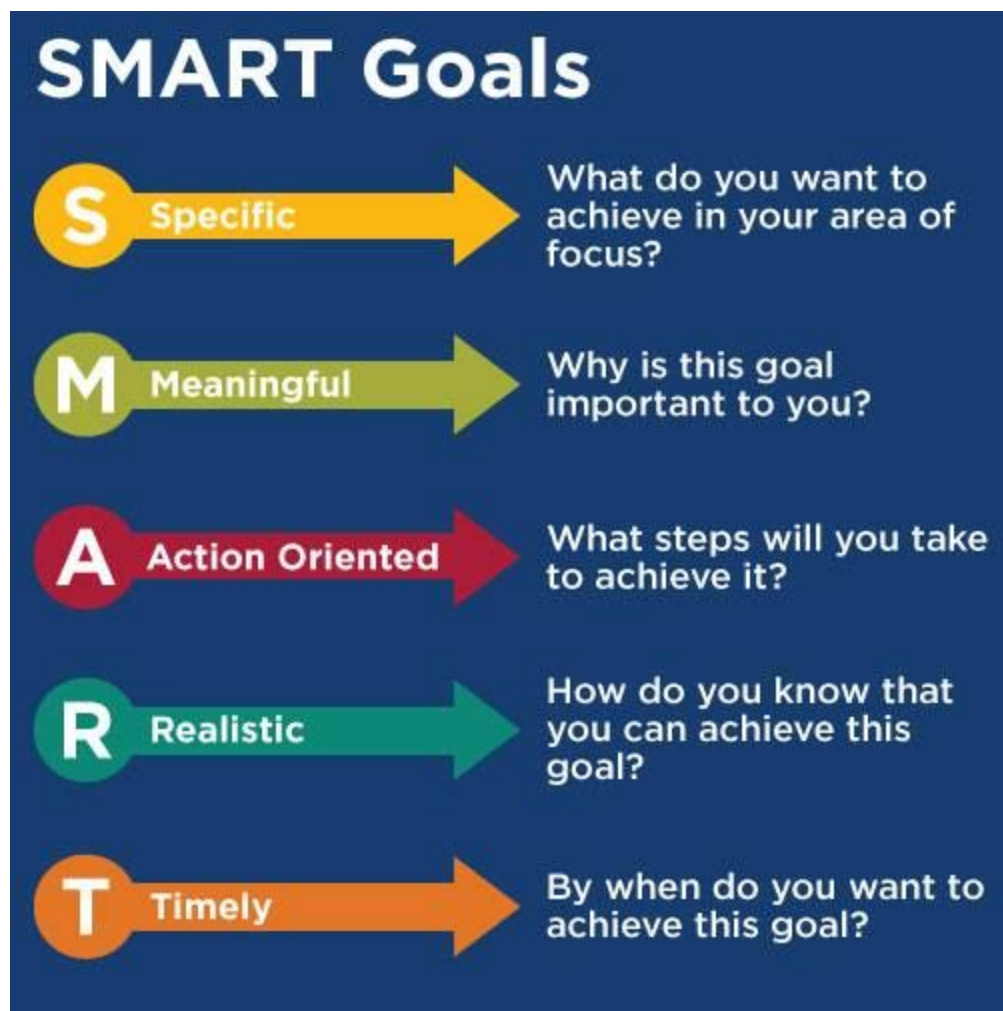 SMART Goals
S Specific
What do you want to
achieve in your area of
focus?
M Meaningful
Why is this goal
important to you?
A Action Oriented
What steps will you take
to achieve it?
R Realistic
How do you know that
you can achieve this
goal?
T Timely
By when do you want to
achieve this goal?